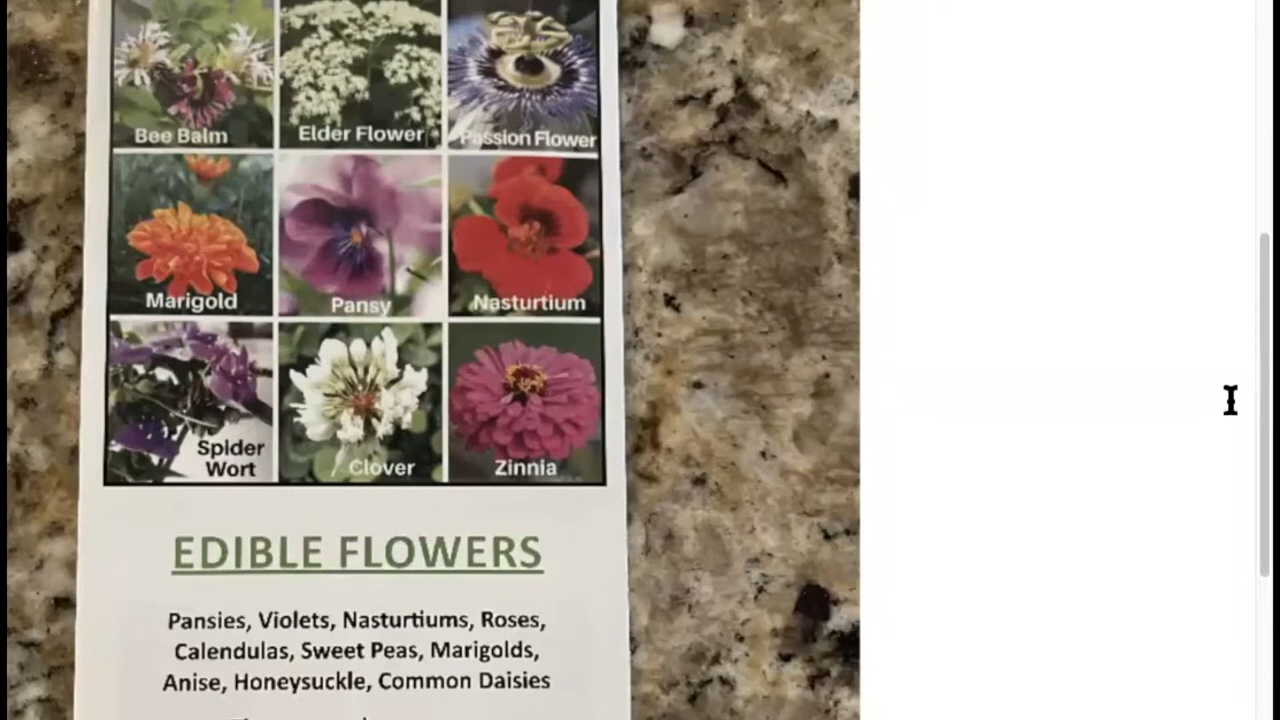 Bee Balm
Elder Flower
Passion Flower
Marigold
Pansy
Nasturtium
Spider
Wort
Clover
Zinnia
EDIBLE FLOWERS
Pansies, Violets, Nasturtiums, Roses,
Calendulas, Sweet Peas, Marigolds,
Anise, Honeysuckle, Common Daisies